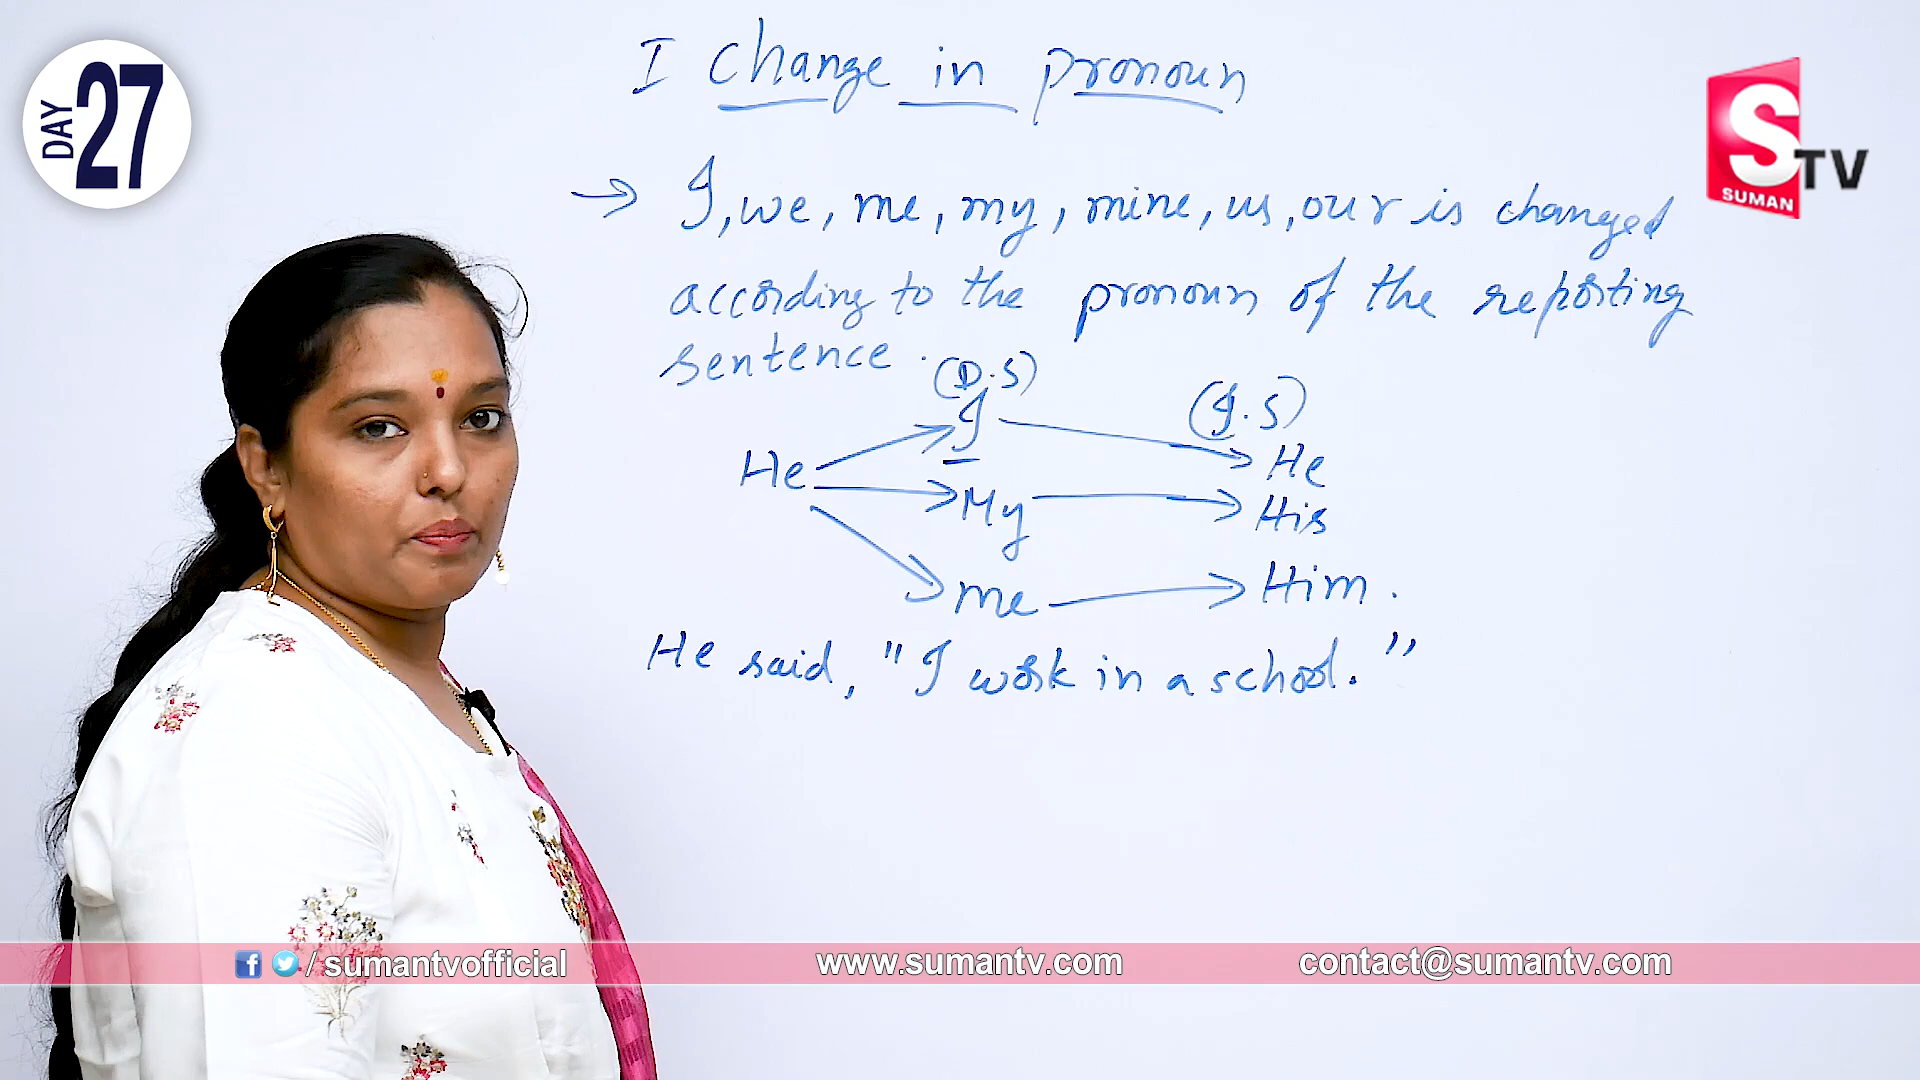 DAY 27
I Change in pronoun
S TV
SUMAN
→ I, we, me, my, mine, us, our is changed
according to the pronoun of the reporting
sentence.
(D.S)
(I.S)
He → I → He
→ My → His
→ me → Him.
He said, "I work in a school."
/ sumantvofficial
www.sumantv.com
contact@sumantv.com